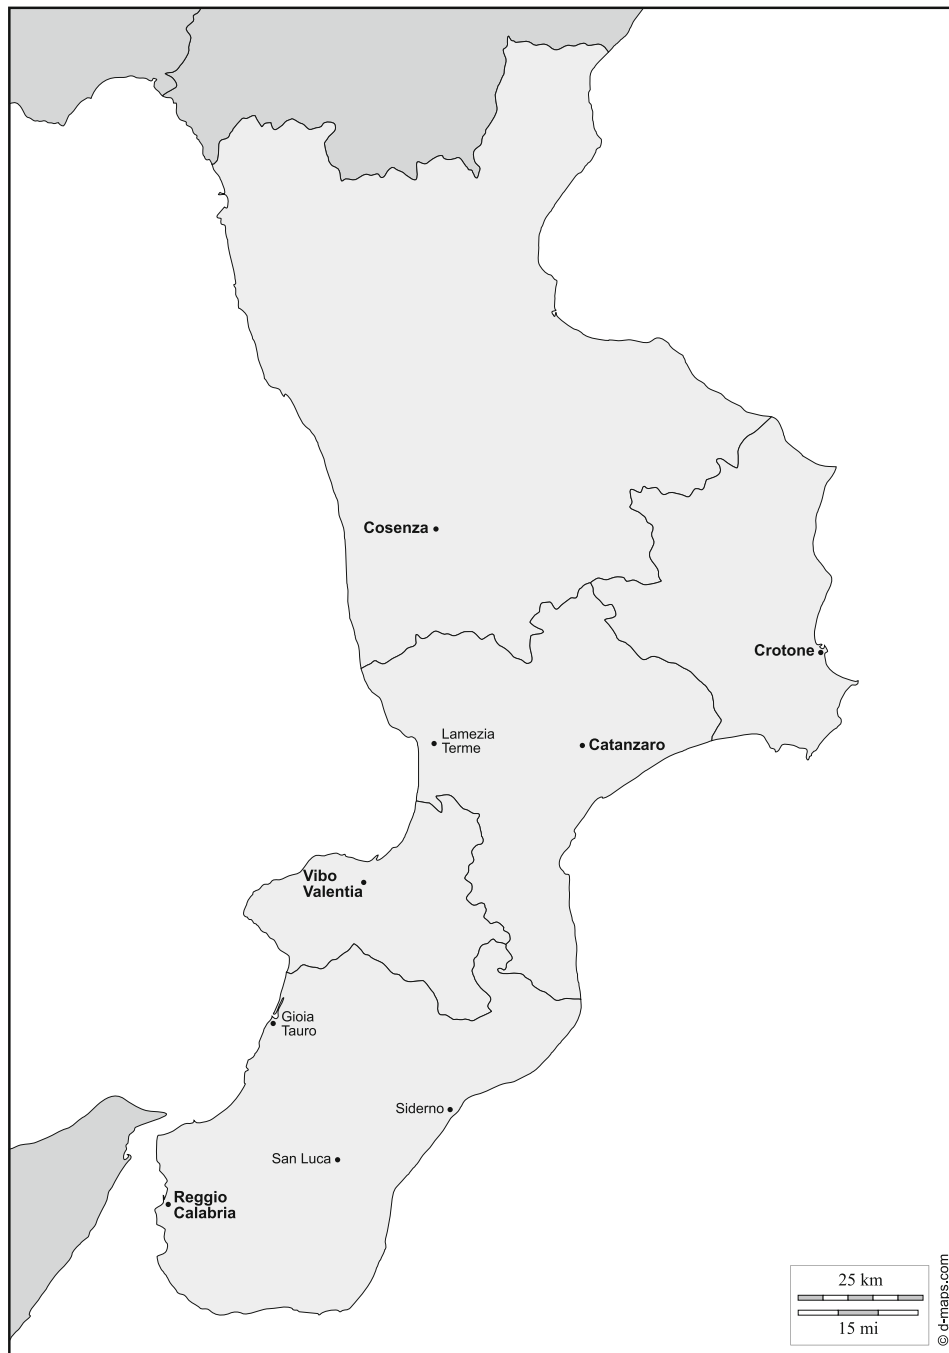 Cosenza
Crotone
Lamezia
Terme
Catanzaro
Vibo
Valentia
Gioia
Tauro
Siderno
San Luca
Reggio
Calabria
25 km
15 mi
© d-maps.com